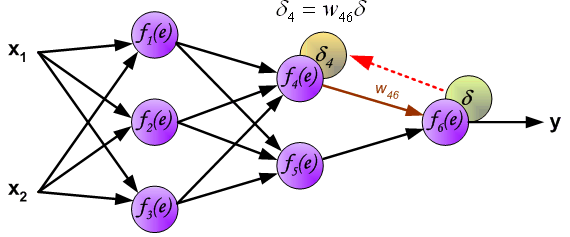 δ₄ = w₄₆δ
f₁(e)
δ₄
x₁
f₄(e)
w₄₆
δ
f₂(e)
f₆(e)
y
f₅(e)
x₂
f₃(e)